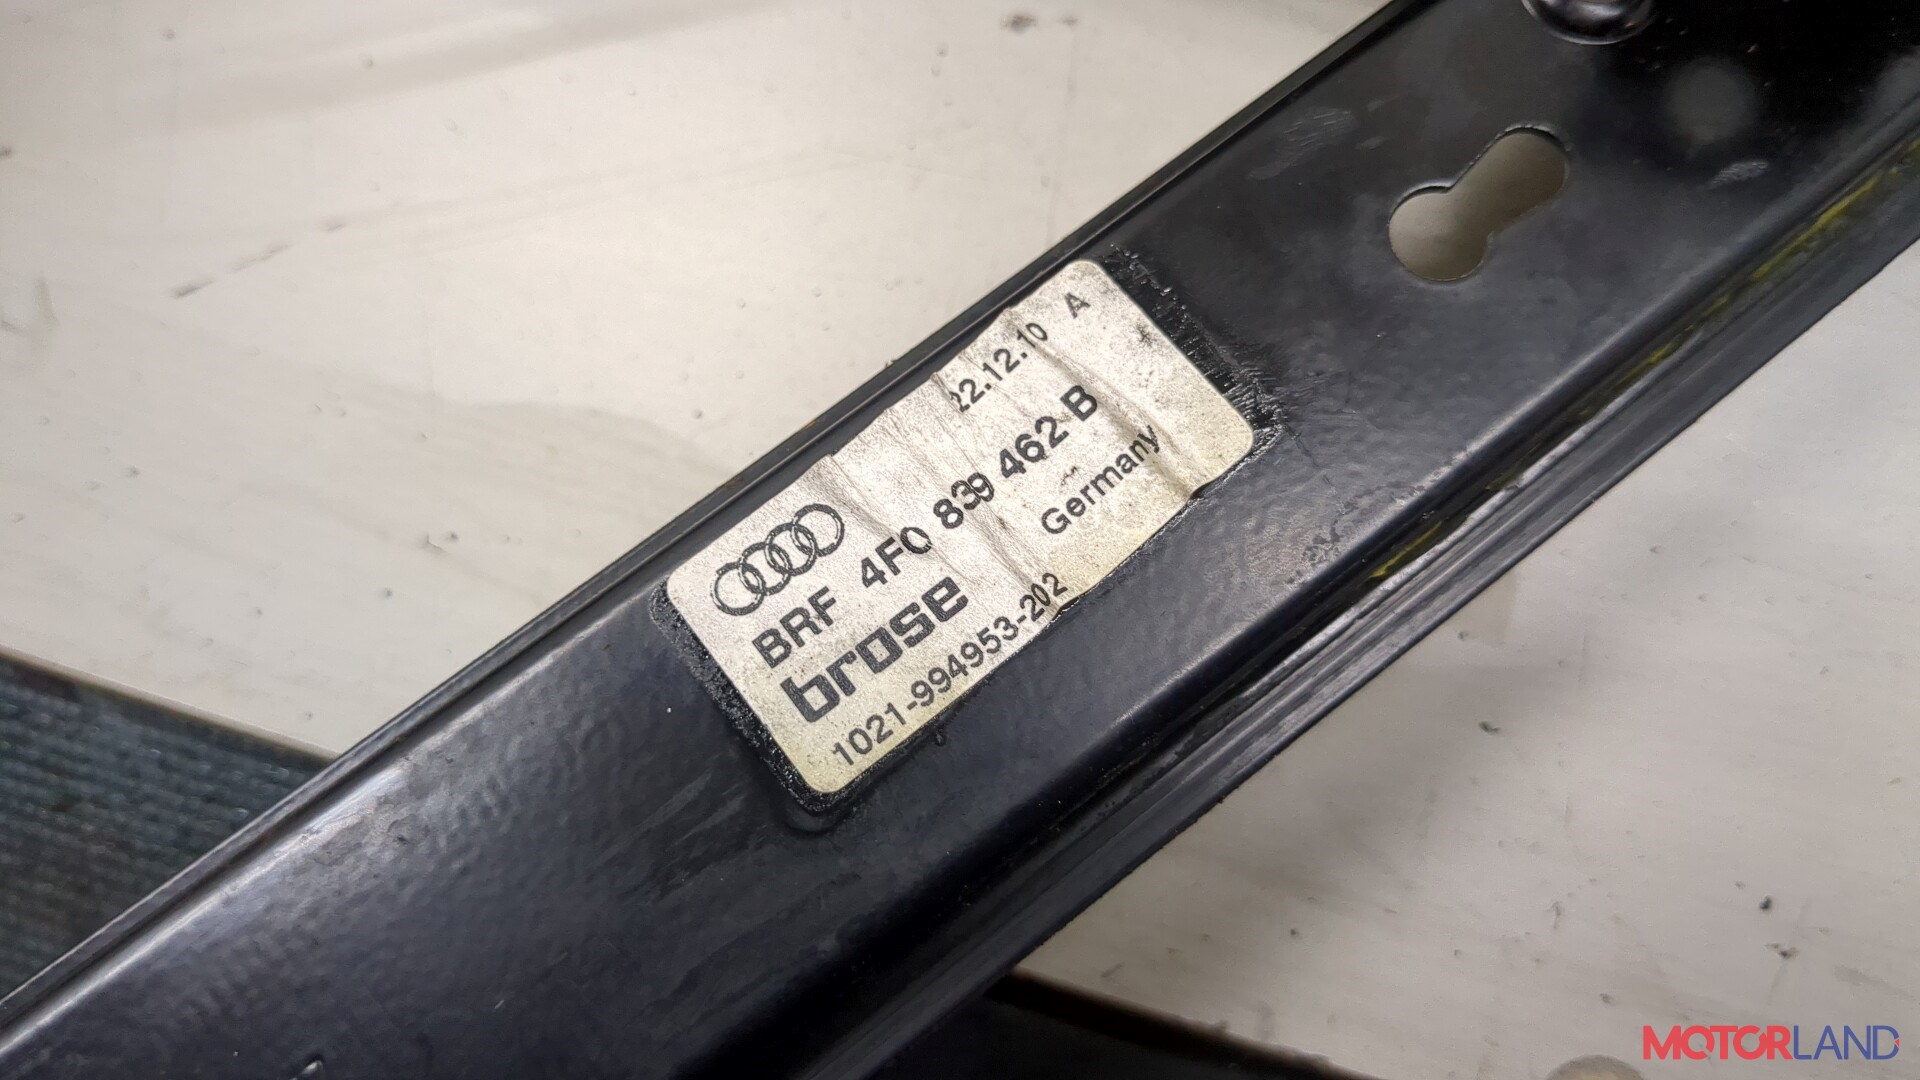 22.12.10 A
BRF 4F0 839 462 B
brose Germany
1021-994953-202
MOTORLAND